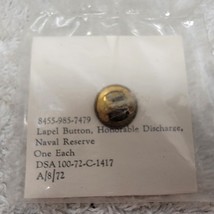 8455-985-7479
Lapel Button, Honorable Discharge,
Naval Reserve
One Each
DSA 100-72-C-1417
A/8/72